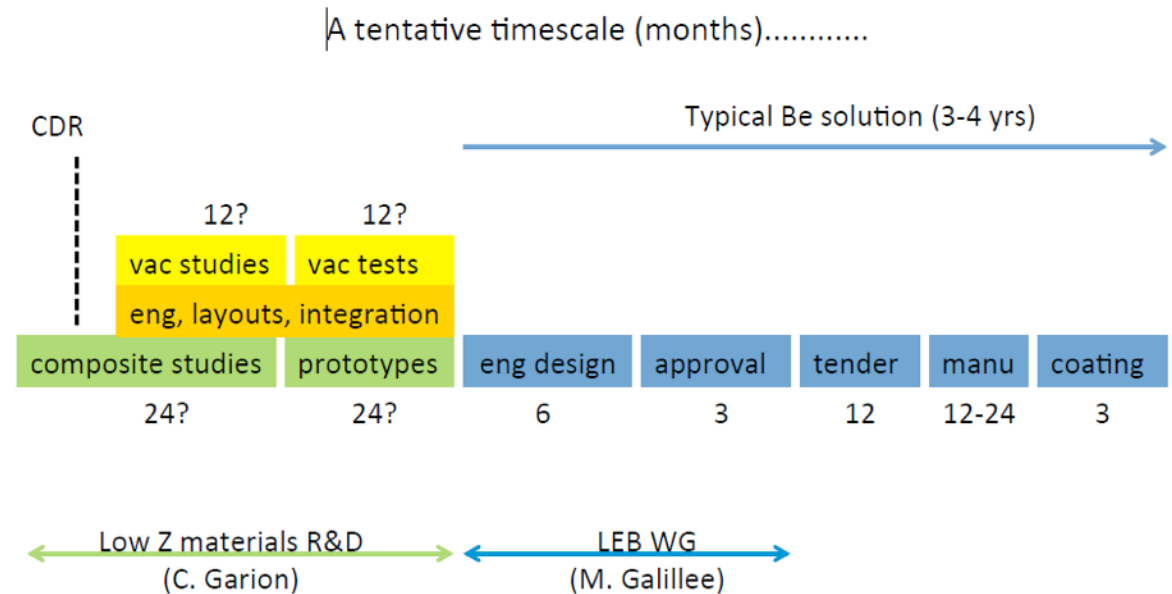 A tentative timescale (months)............
CDR
Typical Be solution (3-4 yrs)
12? 12?
vac studies vac tests
eng, layouts, integration
composite studies prototypes eng design approval tender manu coating
24? 24? 6 3 12 12-24 3
Low Z materials R&D LEB WG
(C. Garion) (M. Galillee)